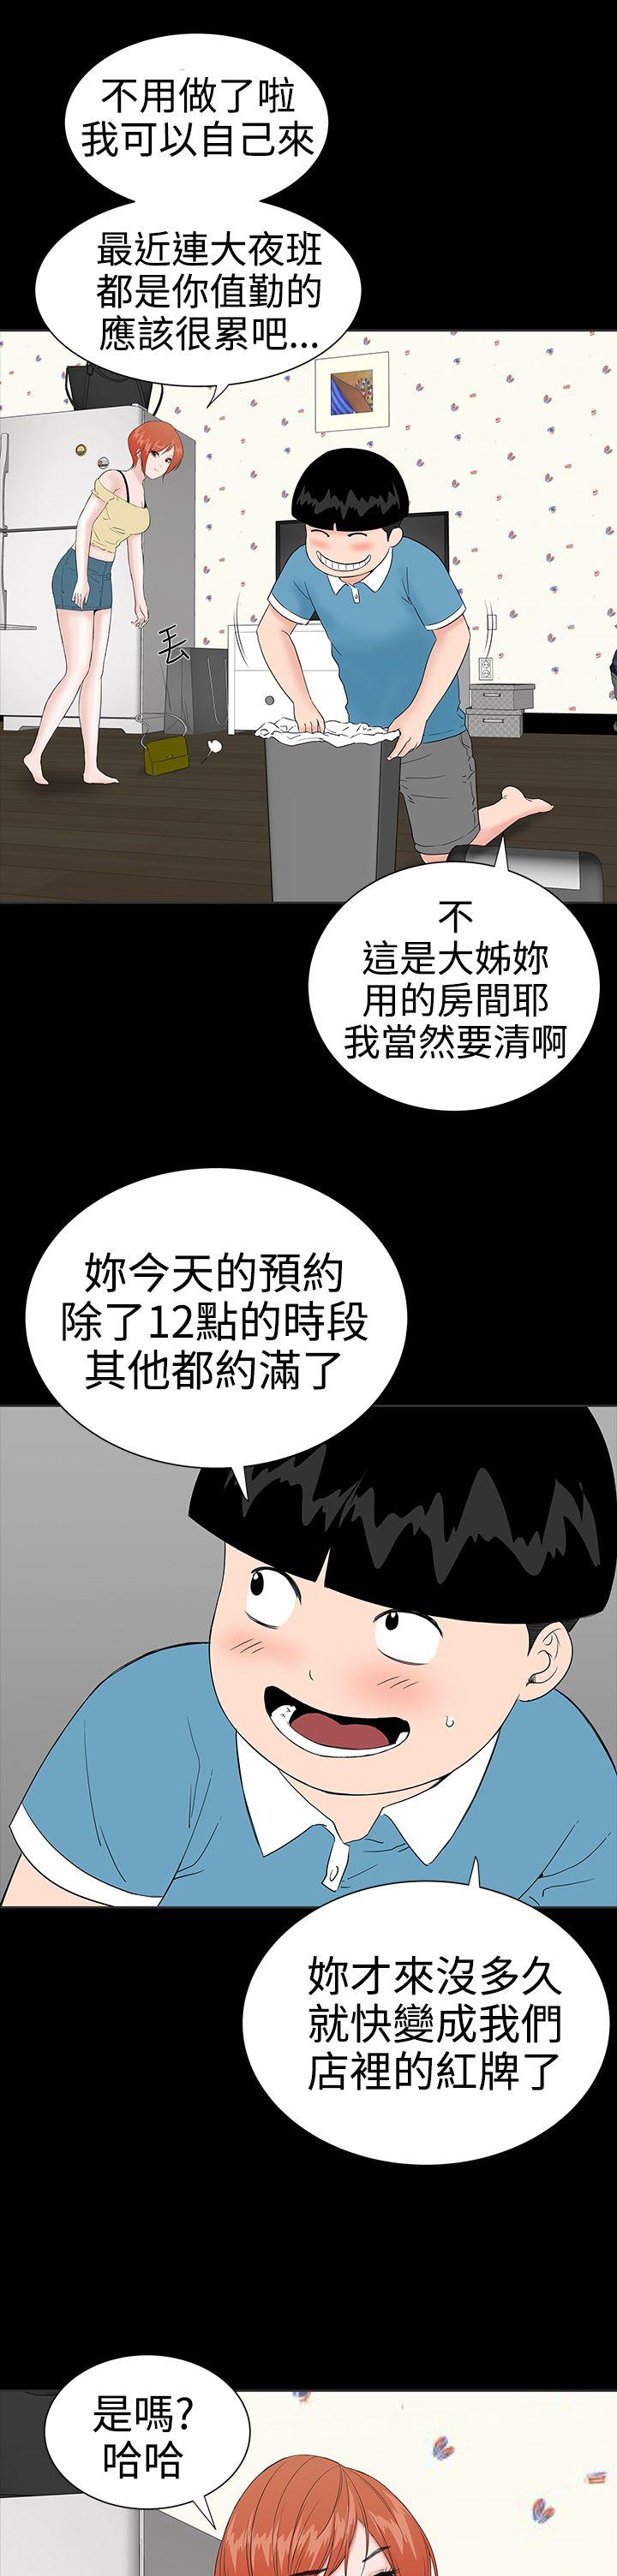 不用做了啦
我可以自己來
最近連大夜班
都是你值勤的
應該很累吧...
丟
不
這是大姊妳
用的房間耶
我當然要清啊
妳今天的預約
除了12點的時段
其他都約滿了
妳才來沒多久
就快變成我們
店裡的紅牌了
是嗎?
哈哈